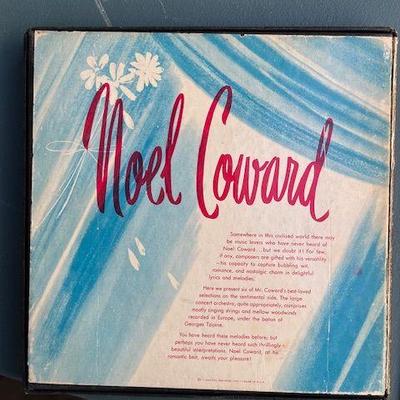 Noel Coward
Somewhere in this civilized world there may
be music lovers who have never heard of
Noel Coward...but we doubt it! For few,
if any, composers are gifted with his versatility
—his capacity to capture bubbling wit,
romance, and nostalgic charm in delightful
lyrics and melodies.
Here we present six of Mr. Coward's best-loved
selections on the sentimental side. The large
concert orchestra, quite appropriately, comprises
mostly singing strings and mellow woodwinds
recorded in Europe, under the baton of
Georges Tzipine.
You have heard these melodies before; but
perhaps you have never heard such thrillingly
beautiful interpretations. Noel Coward, at his
romantic best, awaits your pleasure!